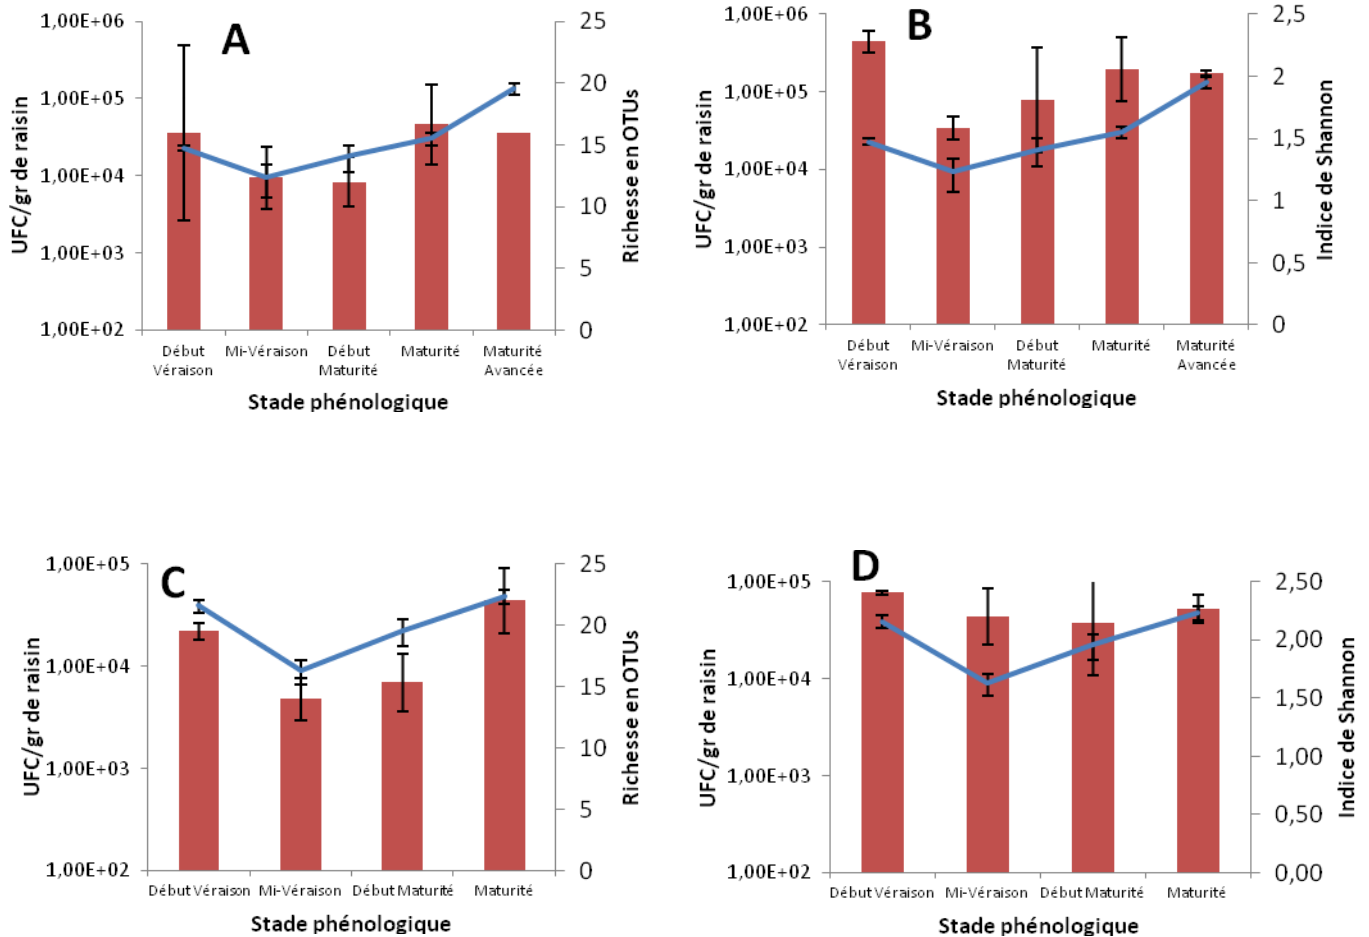 A
1,00E+06
1,00E+05
1,00E+04
1,00E+03
1,00E+02
UFC/gr de raisin
25
20
15
10
5
0
Richesse en OTUs
Début Véraison
Mi-Véraison
Début Maturité
Maturité
Maturité Avancée
Stade phénologique
B
1,00E+06
1,00E+05
1,00E+04
1,00E+03
1,00E+02
UFC/gr de raisin
2,5
2
1,5
1
0,5
0
Indice de Shannon
Début Véraison
Mi-Véraison
Début Maturité
Maturité
Maturité Avancée
Stade phénologique
C
1,00E+05
1,00E+04
1,00E+03
1,00E+02
UFC/gr de raisin
25
20
15
10
5
0
Richesse en OTUs
Début Véraison
Mi-Véraison
Début Maturité
Maturité
Stade phénologique
D
1,00E+05
1,00E+04
1,00E+03
1,00E+02
UFC/gr de raisin
2,50
2,00
1,50
1,00
0,50
0,00
Indice de Shannon
Début Véraison
Mi-Véraison
Début Maturité
Maturité
Stade phénologique